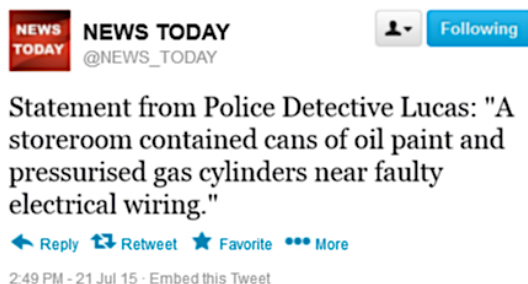 NEWS TODAY
NEWS TODAY
@NEWS_TODAY
Following
Statement from Police Detective Lucas: "A
storeroom contained cans of oil paint and
pressurised gas cylinders near faulty
electrical wiring."
Reply Retweet Favorite More
2:49 PM - 21 Jul 15 · Embed this Tweet